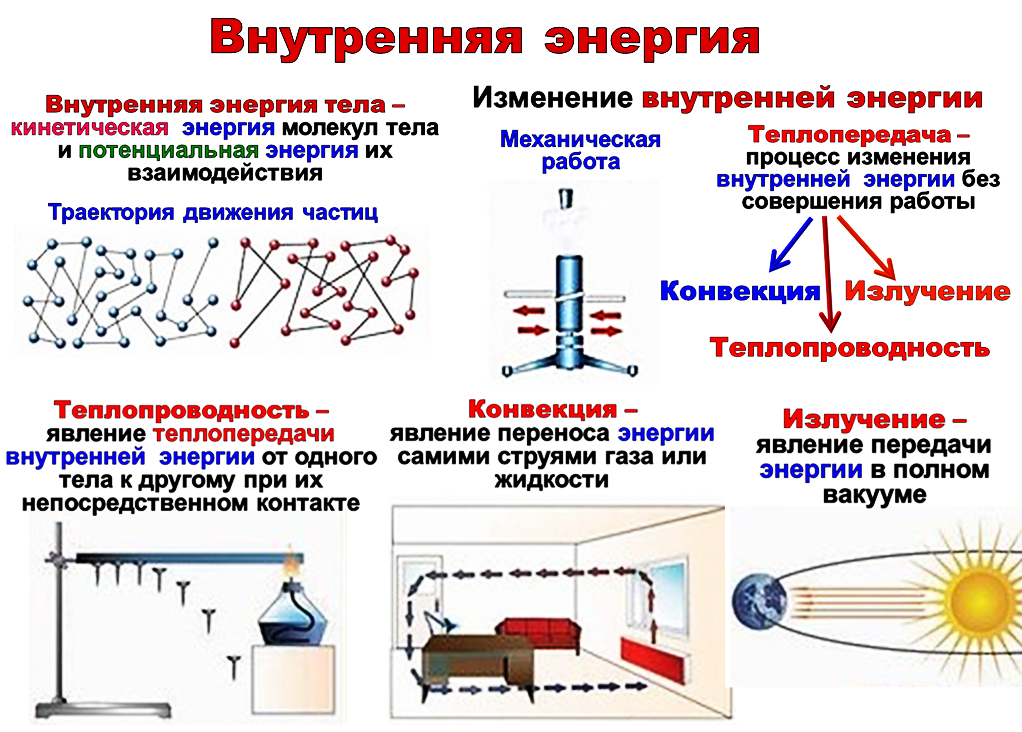 Внутренняя энергия
Внутренняя энергия тела –
кинетическая энергия молекул тела
и потенциальная энергия их
взаимодействия
Траектория движения частиц
Изменение внутренней энергии
Механическая
работа
Теплопередача –
процесс изменения
внутренней энергии без
совершения работы
Конвекция
Излучение
Теплопроводность
Теплопроводность –
явление теплопередачи
внутренней энергии от одного
тела к другому при их
непосредственном контакте
Конвекция –
явление переноса энергии
самими струями газа или
жидкости
Излучение –
явление передачи
энергии в полном
вакууме